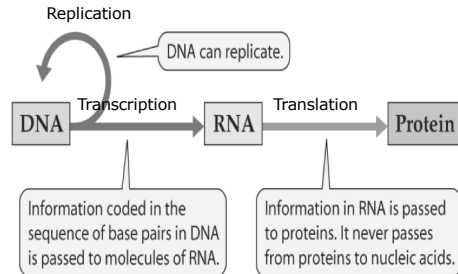 Replication
DNA can replicate.
DNA
Transcription
RNA
Translation
Protein
Information coded in the
sequence of base pairs in DNA
is passed to molecules of RNA.
Information in RNA is passed
to proteins. It never passes
from proteins to nucleic acids.